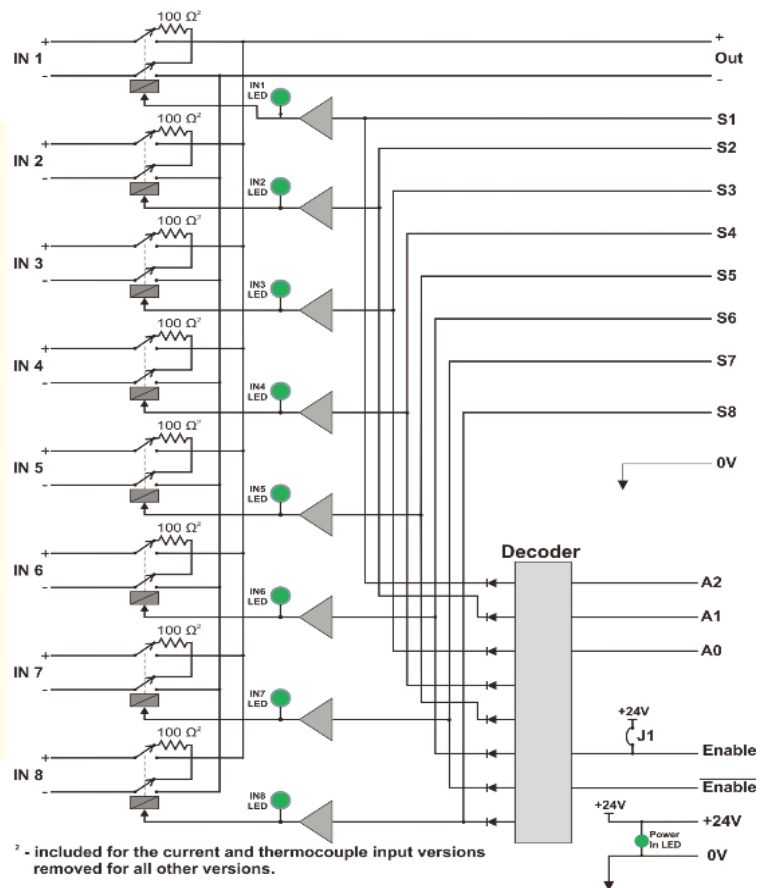 100 Ω²
IN 1
+
-
+
Out
-
IN1
LED
S1
100 Ω²
IN 2
+
-
IN2
LED
S2
S3
100 Ω²
IN 3
+
-
IN3
LED
S4
S5
100 Ω²
IN 4
+
-
IN4
LED
S6
S7
S8
100 Ω²
IN 5
+
-
IN5
LED
0V
100 Ω²
IN 6
+
-
IN6
LED
Decoder
A2
A1
A0
100 Ω²
IN 7
+
-
IN7
LED
+24V
J1
Enable
Enable
100 Ω²
IN 8
+
-
IN8
LED
+24V
+24V
Power
In LED
0V
² - included for the current and thermocouple input versions
removed for all other versions.